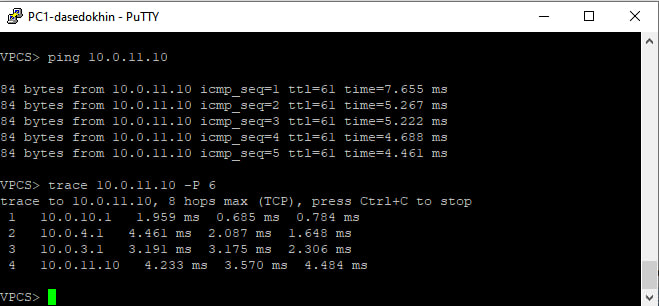 PC1-dasedokhin - PuTTY
VPCS> ping 10.0.11.10
84 bytes from 10.0.11.10 icmp_seq=1 ttl=61 time=7.655 ms
84 bytes from 10.0.11.10 icmp_seq=2 ttl=61 time=5.267 ms
84 bytes from 10.0.11.10 icmp_seq=3 ttl=61 time=5.222 ms
84 bytes from 10.0.11.10 icmp_seq=4 ttl=61 time=4.688 ms
84 bytes from 10.0.11.10 icmp_seq=5 ttl=61 time=4.461 ms
VPCS> trace 10.0.11.10 -P 6
trace to 10.0.11.10, 8 hops max (TCP), press Ctrl+C to stop
1 10.0.10.1 1.959 ms 0.685 ms 0.784 ms
2 10.0.4.1 4.461 ms 2.087 ms 1.648 ms
3 10.0.3.1 3.191 ms 3.175 ms 2.306 ms
4 10.0.11.10 4.233 ms 3.570 ms 4.484 ms
VPCS>